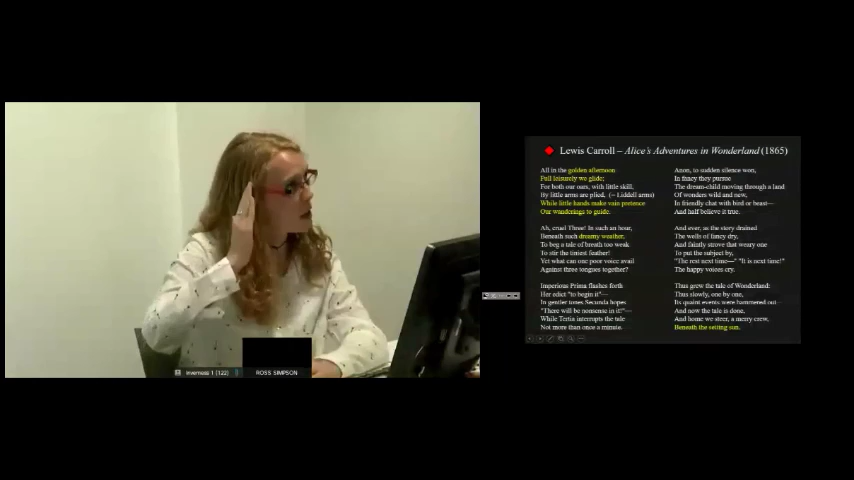 Lewis Carroll – Alice's Adventures in Wonderland (1865)
All in the golden afternoon
Full leisurely we glide;
For both our oars, with little skill,
By little arms are plied, (~ Liddell arms)
While little hands make vain pretence
Our wanderings to guide.
Ah, cruel Three! In such an hour,
Beneath such dreamy weather,
To beg a tale of breath too weak
To stir the tiniest feather!
Yet what can one poor voice avail
Against three tongues together?
Imperious Prima flashes forth
Her edict "to begin it"—
In gentler tones Secunda hopes
"There will be nonsense in it!"—
While Tertia interrupts the tale
Not more than once a minute.
Anon, to sudden silence won,
In fancy they pursue
The dream-child moving through a land
Of wonders wild and new,
In friendly chat with bird or beast—
And half believe it true.
And ever, as the story drained
The wells of fancy dry,
And faintly strove that weary one
To put the subject by,
"The rest next time—" "It is next time!"
The happy voices cry.
Thus grew the tale of Wonderland:
Thus slowly, one by one,
Its quaint events were hammered out—
And now the tale is done,
And home we steer, a merry crew,
Beneath the setting sun.
Inverness 1 (122)
ROSS SIMPSON